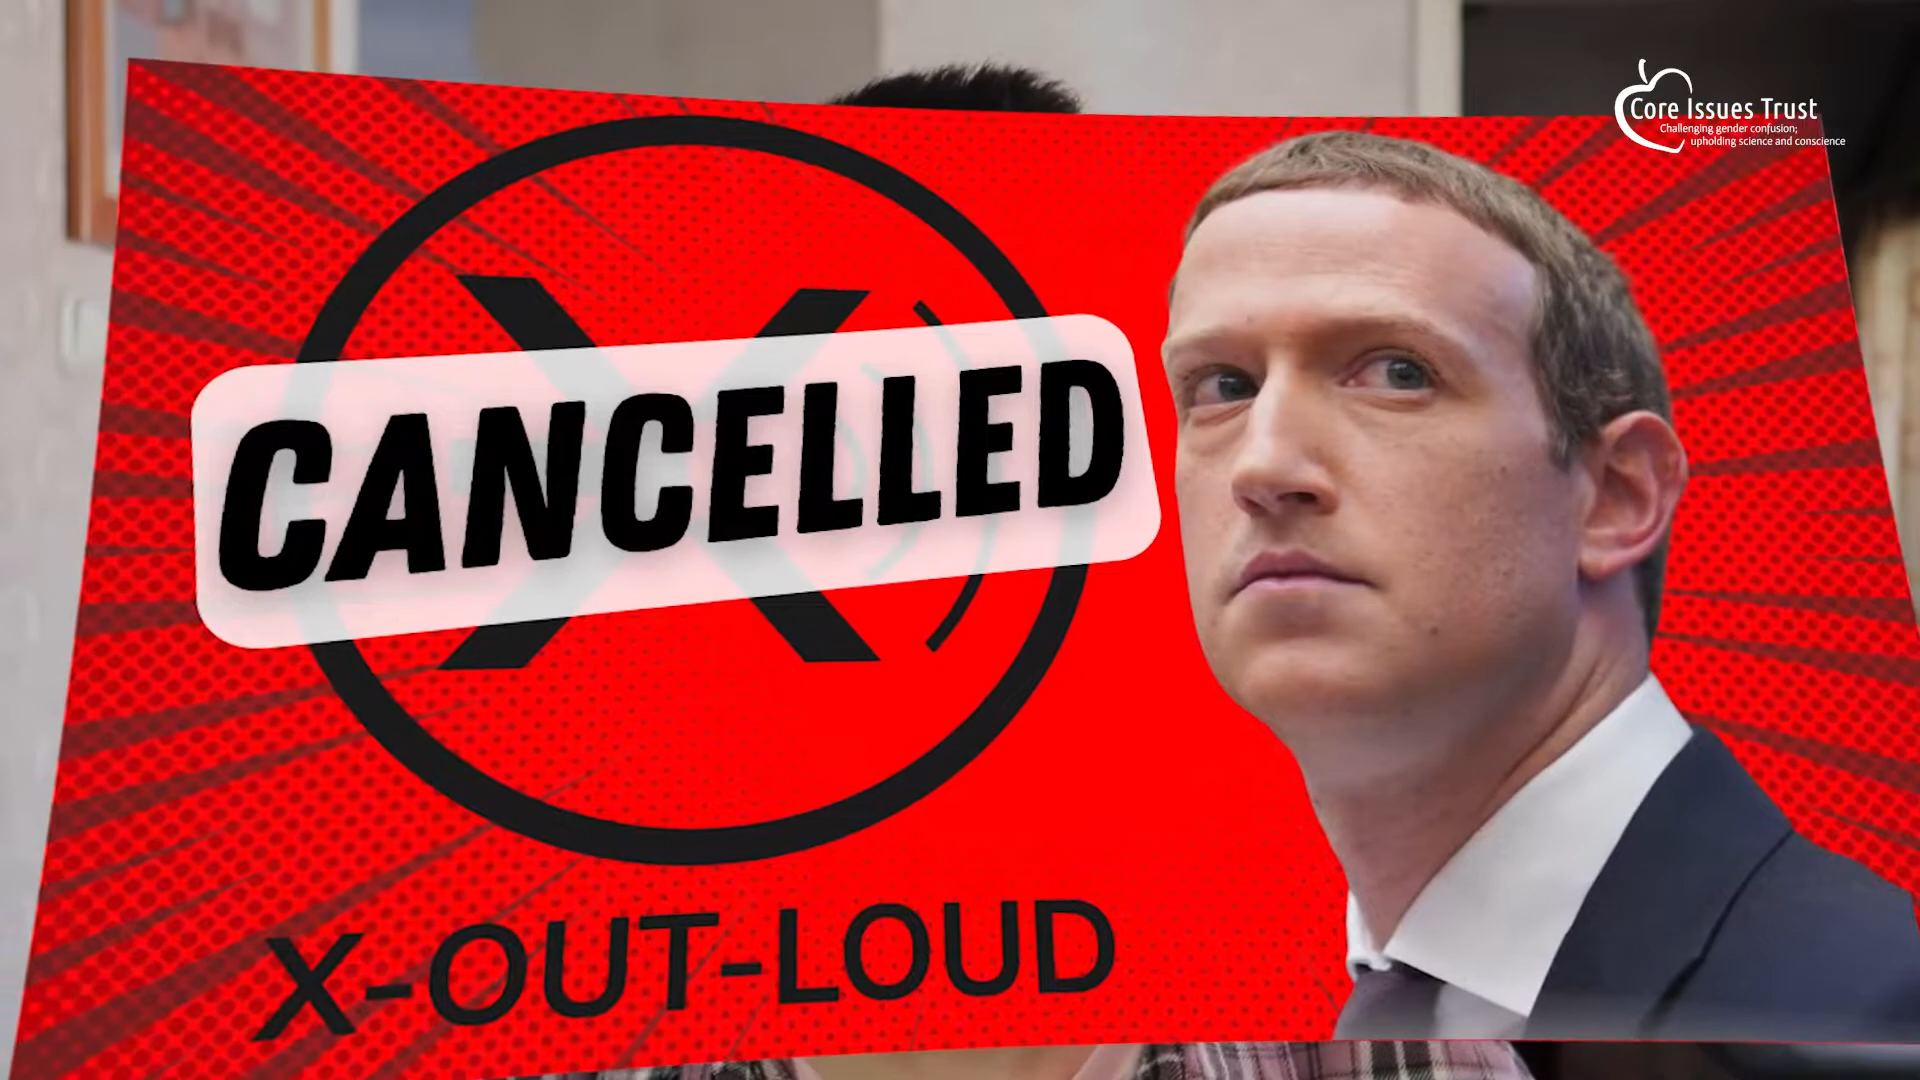 Core Issues Trust
Challenging gender confusion;
upholding science and conscience
CANCELLED
X-OUT-LOUD